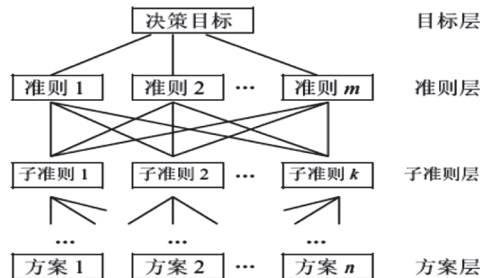 决策目标 目标层
准则 1 准则 2 … 准则 m 准则层
子准则 1 子准则 2 … 子准则 k 子准则层
… … …
方案 1 方案 2 … 方案 n 方案层